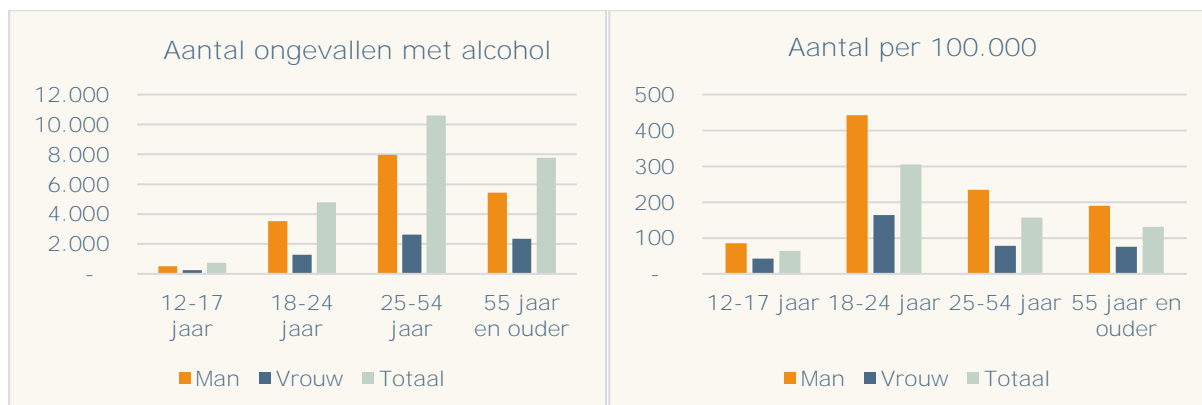 Aantal ongevallen met alcohol
12.000
10.000
8.000
6.000
4.000
2.000
-
12-17 jaar
18-24 jaar
25-54 jaar
55 jaar en ouder
Man Vrouw Totaal
Aantal per 100.000
500
400
300
200
100
-
12-17 jaar 18-24 jaar 25-54 jaar 55 jaar en
ouder
Man Vrouw Totaal